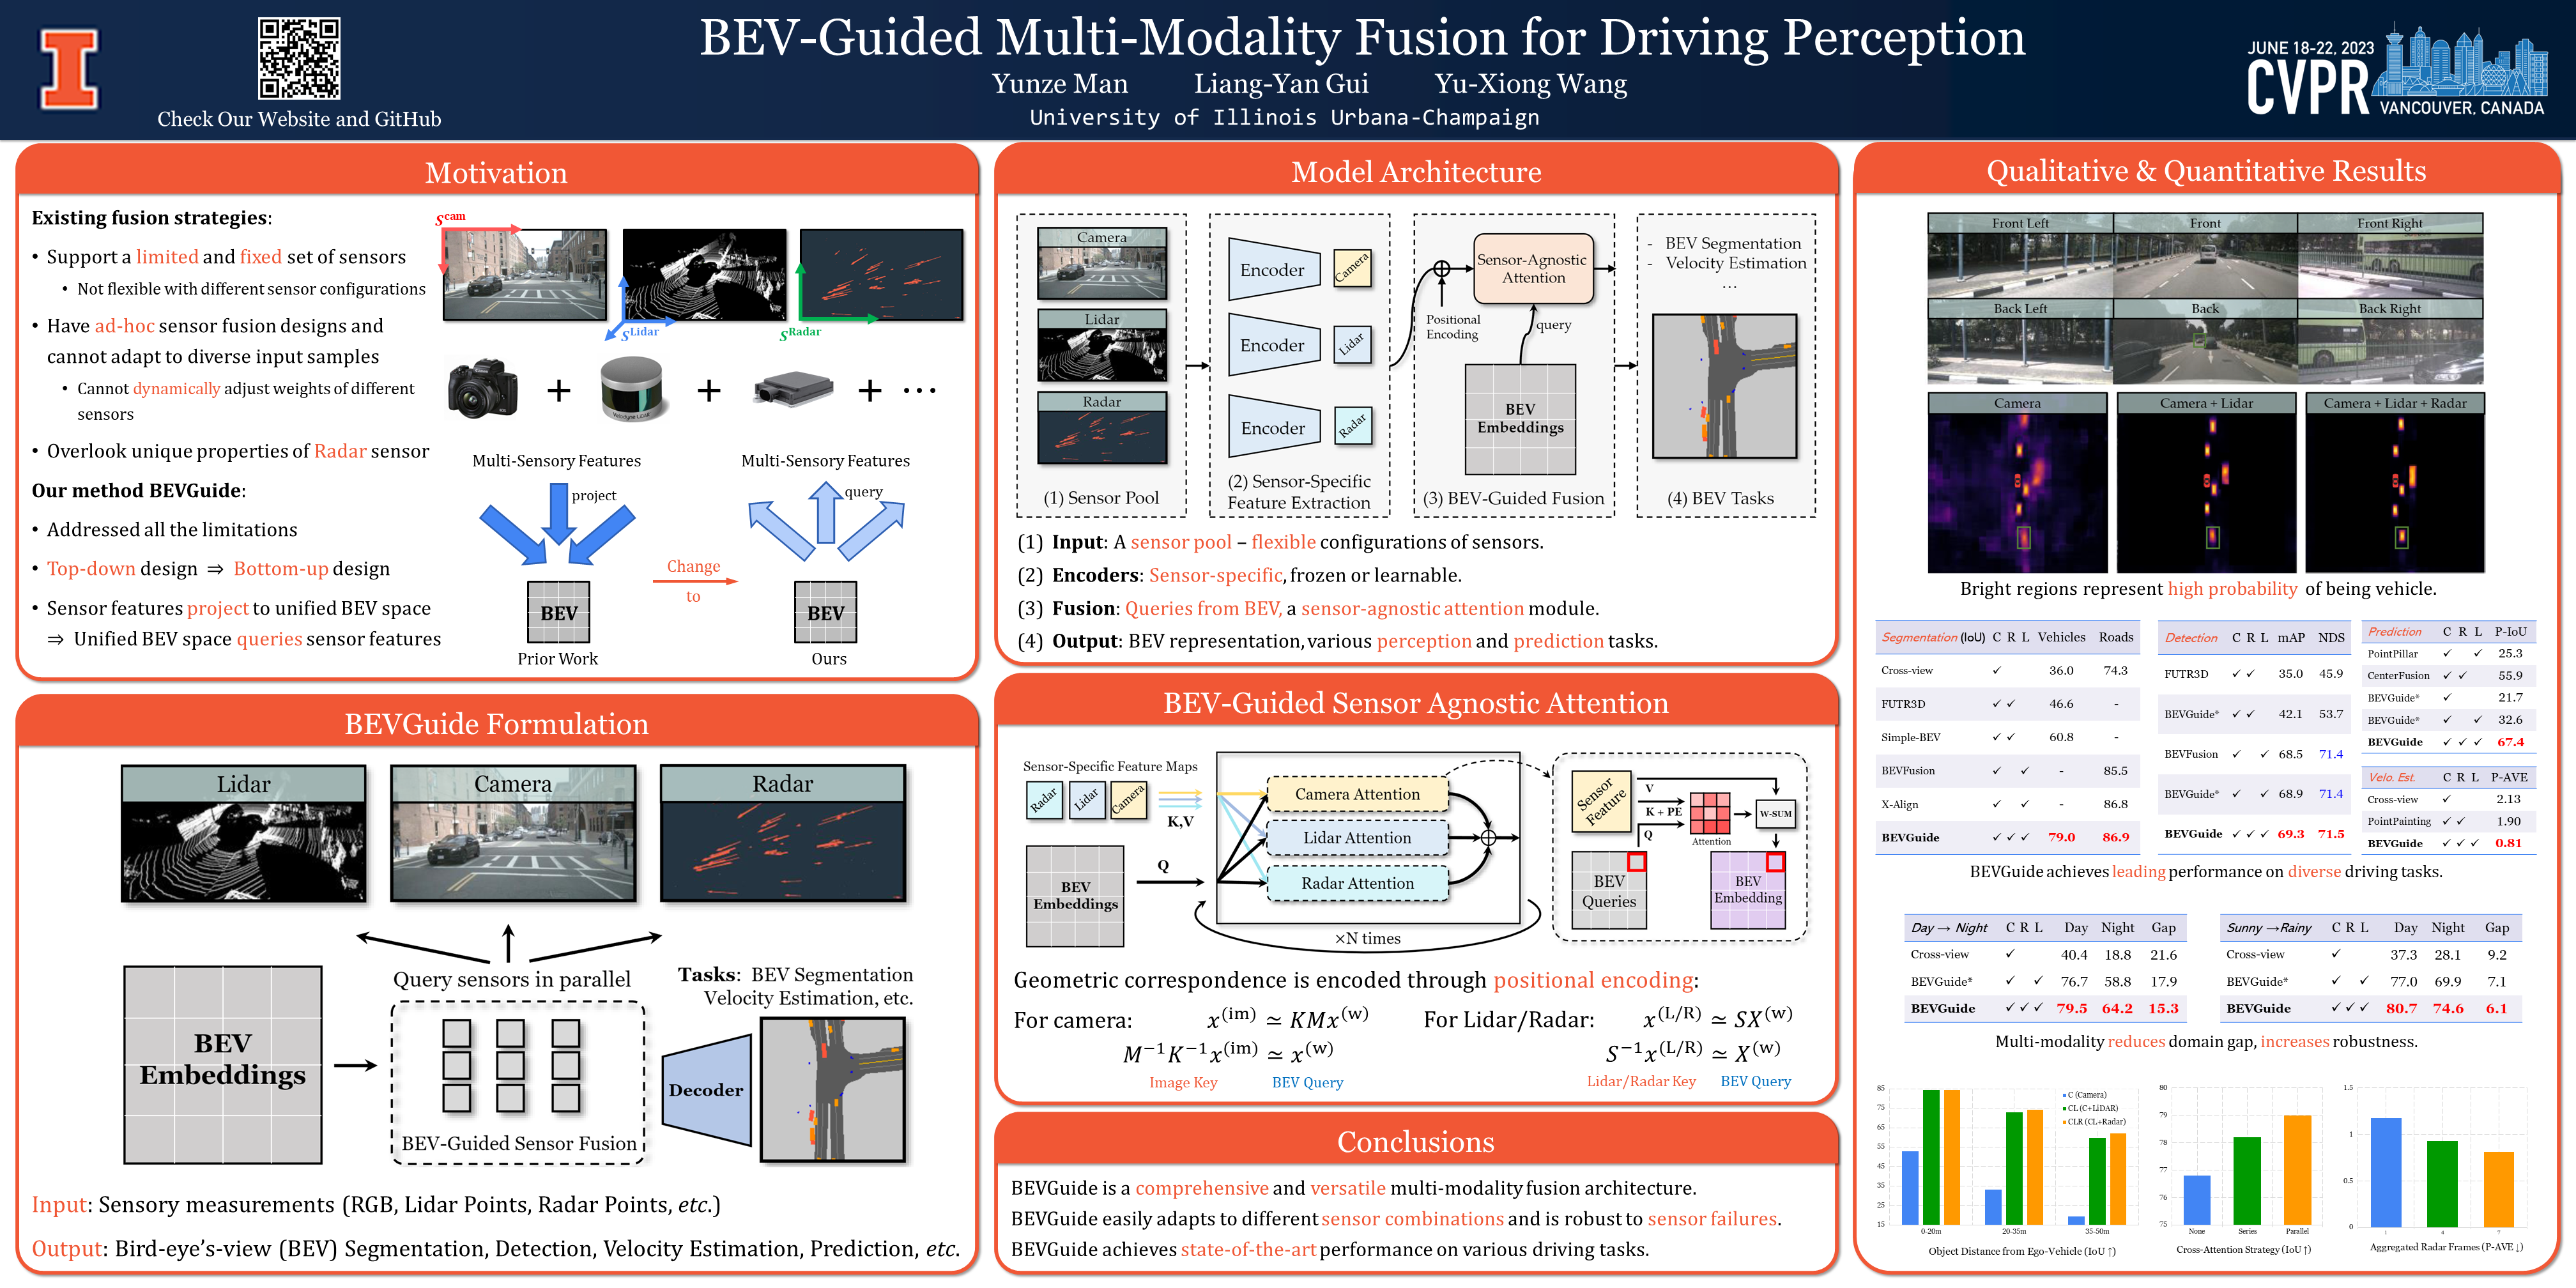 BEV-Guided Multi-Modality Fusion for Driving Perception
Yunze Man Liang-Yan Gui Yu-Xiong Wang
University of Illinois Urbana-Champaign
Check Our Website and GitHub
JUNE 18-22, 2023
CVPR
VANCOUVER, CANADA
Motivation
Existing fusion strategies:
• Support a limited and fixed set of sensors
• Not flexible with different sensor configurations
• Have ad-hoc sensor fusion designs and
cannot adapt to diverse input samples
• Cannot dynamically adjust weights of different
sensors
• Overlook unique properties of Radar sensor
Our method BEVGuide:
• Addressed all the limitations
• Top-down design ⇒ Bottom-up design
• Sensor features project to unified BEV space
⇒ Unified BEV space queries sensor features
S^cam
S^Lidar
S^Radar
+ + + ⋯
Multi-Sensory Features
Multi-Sensory Features
project
query
Change
to
BEV
BEV
Prior Work
Ours
BEVGuide Formulation
Lidar
Camera
Radar
Query sensors in parallel
BEV
Embeddings
BEV-Guided Sensor Fusion
Tasks: BEV Segmentation
Velocity Estimation, etc.
Decoder
Input: Sensory measurements (RGB, Lidar Points, Radar Points, etc.)
Output: Bird-eye's-view (BEV) Segmentation, Detection, Velocity Estimation, Prediction, etc.
Model Architecture
Camera
Lidar
Radar
(1) Sensor Pool
Encoder Camera
Encoder Lidar
Encoder Radar
(2) Sensor-Specific
Feature Extraction
Sensor-Agnostic
Attention
Positional
Encoding
query
BEV
Embeddings
(3) BEV-Guided Fusion
- BEV Segmentation
- Velocity Estimation
…
(4) BEV Tasks
(1) Input: A sensor pool – flexible configurations of sensors.
(2) Encoders: Sensor-specific, frozen or learnable.
(3) Fusion: Queries from BEV, a sensor-agnostic attention module.
(4) Output: BEV representation, various perception and prediction tasks.
BEV-Guided Sensor Agnostic Attention
Sensor-Specific Feature Maps
Radar Lidar Camera
K,V
BEV
Embeddings
Q
Camera Attention
Lidar Attention
Radar Attention
×N times
Sensor
Feature
V
K + PE
Q
Attention
W-SUM
BEV
Queries
BEV
Embedding
Geometric correspondence is encoded through positional encoding:
For camera: x^(im) ≃ KMx^(w) For Lidar/Radar: x^(L/R) ≃ SX^(w)
M^−1K^−1x^(im) ≃ x^(w) S^−1x^(L/R) ≃ X^(w)
Image Key BEV Query Lidar/Radar Key BEV Query
Conclusions
BEVGuide is a comprehensive and versatile multi-modality fusion architecture.
BEVGuide easily adapts to different sensor combinations and is robust to sensor failures.
BEVGuide achieves state-of-the-art performance on various driving tasks.
Qualitative & Quantitative Results
Front Left Front Front Right
Back Left Back Back Right
Camera Camera + Lidar Camera + Lidar + Radar
Bright regions represent high probability of being vehicle.
Segmentation (IoU) C R L Vehicles Roads
Cross-view ✓ 36.0 74.3
FUTR3D ✓ ✓ 46.6 -
Simple-BEV ✓ ✓ 60.8 -
BEVFusion ✓ ✓ - 85.5
X-Align ✓ ✓ - 86.8
BEVGuide ✓ ✓ ✓ 79.0 86.9
Detection C R L mAP NDS
FUTR3D ✓ ✓ 35.0 45.9
BEVGuide* ✓ ✓ 42.1 53.7
BEVFusion ✓ ✓ 68.5 71.4
BEVGuide* ✓ ✓ 68.9 71.4
BEVGuide ✓ ✓ ✓ 69.3 71.5
Prediction C R L P-IoU
PointPillar ✓ ✓ 25.3
CenterFusion ✓ ✓ 55.9
BEVGuide* ✓ 21.7
BEVGuide* ✓ ✓ 32.6
BEVGuide ✓ ✓ ✓ 67.4
Velo. Est. C R L P-AVE
Cross-view ✓ 2.13
PointPainting ✓ ✓ 1.90
BEVGuide ✓ ✓ ✓ 0.81
BEVGuide achieves leading performance on diverse driving tasks.
Day → Night C R L Day Night Gap
Cross-view ✓ 40.4 18.8 21.6
BEVGuide* ✓ ✓ 76.7 58.8 17.9
BEVGuide ✓ ✓ ✓ 79.5 64.2 15.3
Sunny →Rainy C R L Day Night Gap
Cross-view ✓ 37.3 28.1 9.2
BEVGuide* ✓ ✓ 77.0 69.9 7.1
BEVGuide ✓ ✓ ✓ 80.7 74.6 6.1
Multi-modality reduces domain gap, increases robustness.
85
75
65
55
45
35
25
15
C (Camera)
CL (C+LiDAR)
CLR (CL+Radar)
0-20m 20-35m 35-50m
Object Distance from Ego-Vehicle (IoU ↑)
80
79
78
77
76
75
None Series Parallel
Cross-Attention Strategy (IoU ↑)
1.5
1
0.5
0
Aggregated Radar Frames (P-AVE ↓)